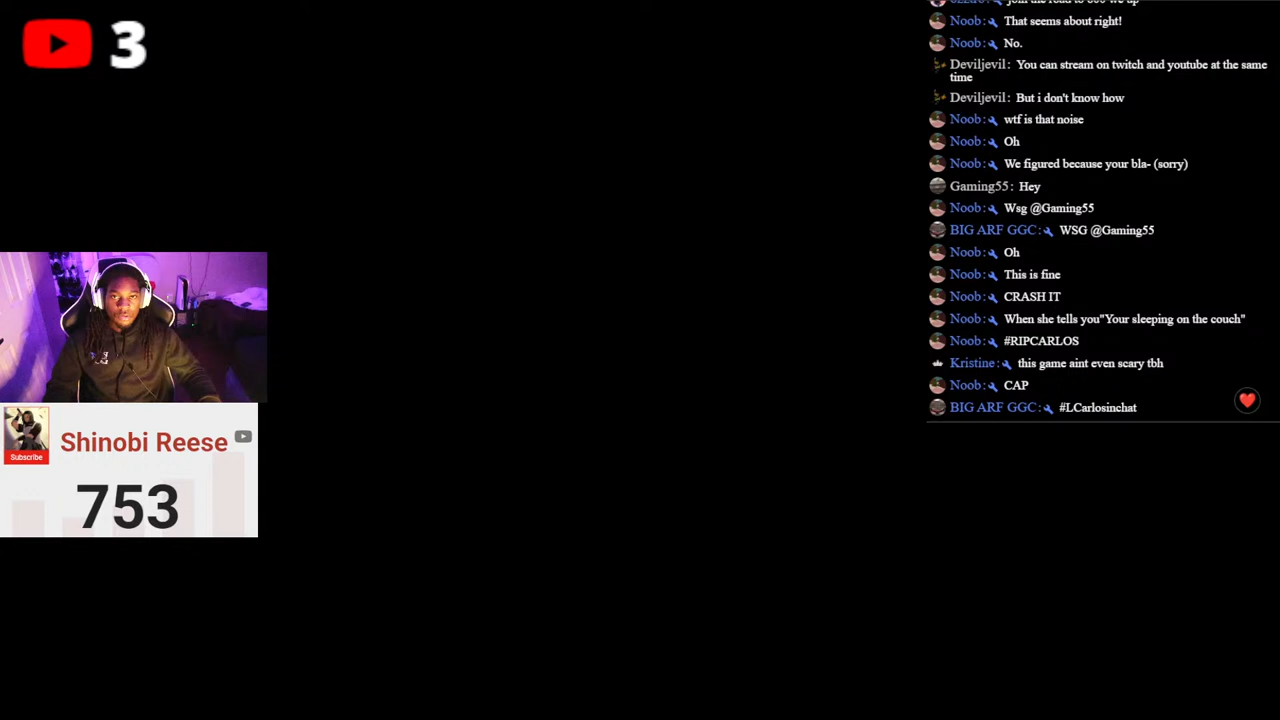 3
Noob: That seems about right!
Noob: No.
Deviljevil: You can stream on twitch and youtube at the same
time
Deviljevil: But i don't know how
Noob: wtf is that noise
Noob: Oh
Noob: We figured because your bla- (sorry)
Gaming55: Hey
Noob: Wsg @Gaming55
BIG ARF GGC: WSG @Gaming55
Noob: Oh
Noob: This is fine
Noob: CRASH IT
Noob: When she tells you"Your sleeping on the couch"
Noob: #RIPCARLOS
Kristine: this game aint even scary tbh
Noob: CAP
BIG ARF GGC: #LCarlosinchat
Shinobi Reese
Subscribe
753